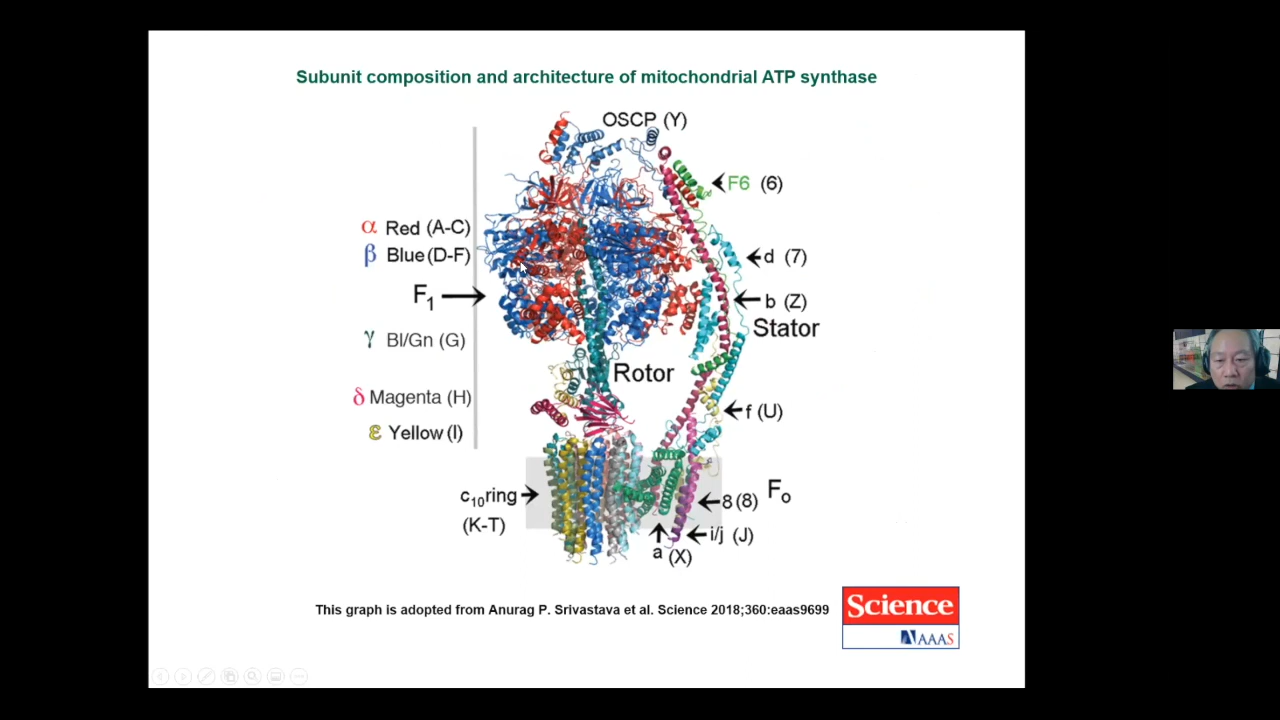 Subunit composition and architecture of mitochondrial ATP synthase
OSCP (Y)
F6 (6)
α Red (A-C)
β Blue (D-F)
d (7)
F1
b (Z)
Stator
γ Bl/Gn (G)
Rotor
δ Magenta (H)
f (U)
ε Yellow (I)
c10ring
(K-T)
8 (8)
Fo
i/j (J)
a (X)
This graph is adopted from Anurag P. Srivastava et al. Science 2018;360:eaas9699
Science
AAAS